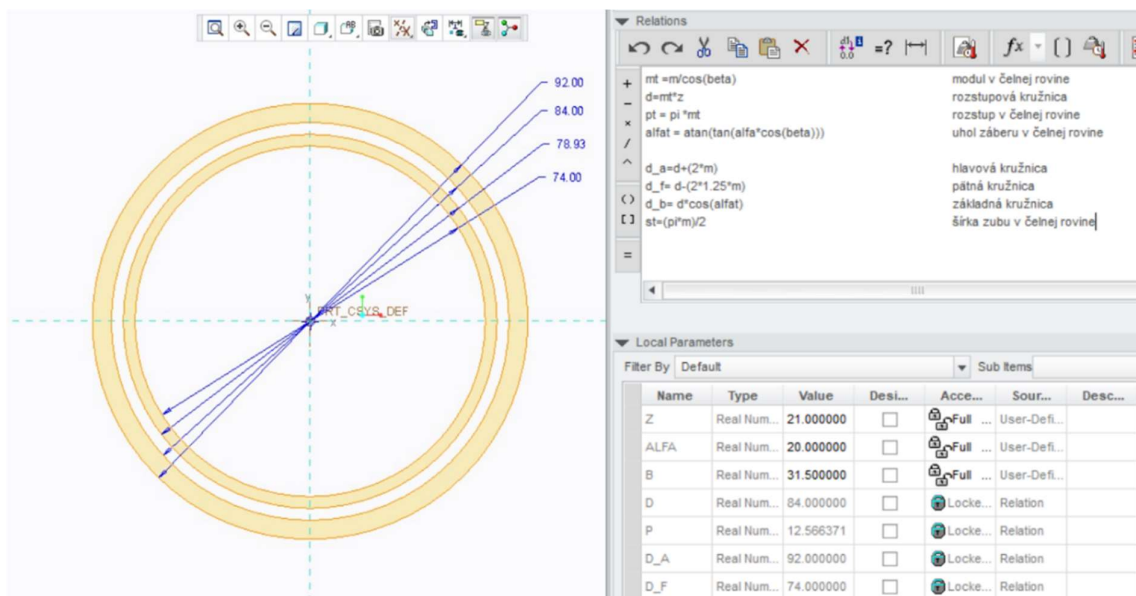 92.00
84.00
78.93
74.00
PRT_CSYS_DEF
Y
X
Relations
mt =m/cos(beta) modul v čelnej rovine
d=mt*z rozstupová kružnica
pt = pi *mt rozstup v čelnej rovine
alfat = atan(tan(alfa*cos(beta))) uhol záberu v čelnej rovine
d_a=d+(2*m) hlavová kružnica
d_f= d-(2*1.25*m) pätná kružnica
d_b= d*cos(alfat) základná kružnica
st=(pi*m)/2 šírka zubu v čelnej rovine
Local Parameters
Filter By Default Sub Items
Name Type Value Desi... Acce... Sour... Desc...
Z Real Num... 21.000000 Full ... User-Defi...
ALFA Real Num... 20.000000 Full ... User-Defi...
B Real Num... 31.500000 Full ... User-Defi...
D Real Num... 84.000000 Locke... Relation
P Real Num... 12.566371 Locke... Relation
D_A Real Num... 92.000000 Locke... Relation
D_F Real Num... 74.000000 Locke... Relation